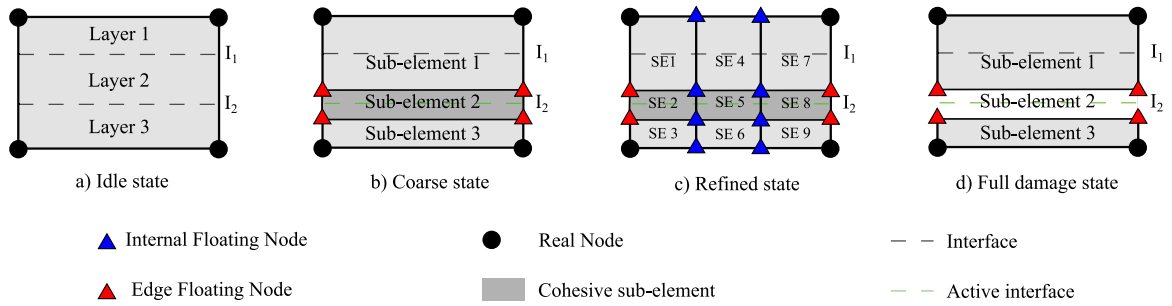 Layer 1
I1
Layer 2
I2
Layer 3
a) Idle state
Sub-element 1
I1
Sub-element 2
I2
Sub-element 3
b) Coarse state
SE1 SE 4 SE 7
I1
SE 2 SE 5 SE 8
I2
SE 3 SE 6 SE 9
c) Refined state
Sub-element 1
I1
Sub-element 2
I2
Sub-element 3
d) Full damage state
Internal Floating Node
Real Node
Interface
Edge Floating Node
Cohesive sub-element
Active interface